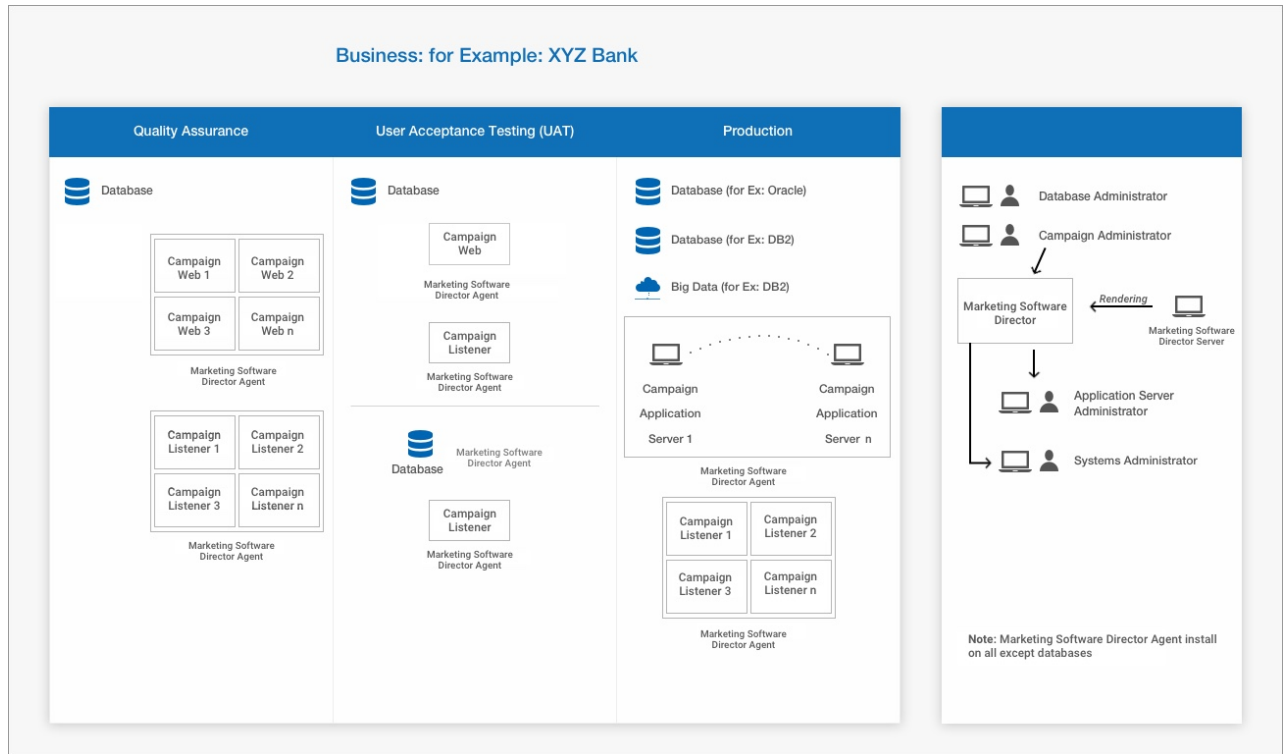 Business: for Example: XYZ Bank
Quality Assurance
Database
Campaign
Web 1
Campaign
Web 2
Campaign
Web 3
Campaign
Web n
Marketing Software
Director Agent
Campaign
Listener 1
Campaign
Listener 2
Campaign
Listener 3
Campaign
Listener n
Marketing Software
Director Agent
User Acceptance Testing (UAT)
Database
Campaign
Web
Marketing Software
Director Agent
Campaign
Listener
Marketing Software
Director Agent
Database
Marketing Software
Director Agent
Campaign
Listener
Marketing Software
Director Agent
Production
Database (for Ex: Oracle)
Database (for Ex: DB2)
Big Data (for Ex: DB2)
Campaign
Application
Server 1
Campaign
Application
Server n
Marketing Software
Director Agent
Campaign
Listener 1
Campaign
Listener 2
Campaign
Listener 3
Campaign
Listener n
Marketing Software
Director Agent
Database Administrator
Campaign Administrator
Marketing Software
Director
Rendering
Marketing Software
Director Server
Application Server
Administrator
Systems Administrator
Note: Marketing Software Director Agent install
on all except databases